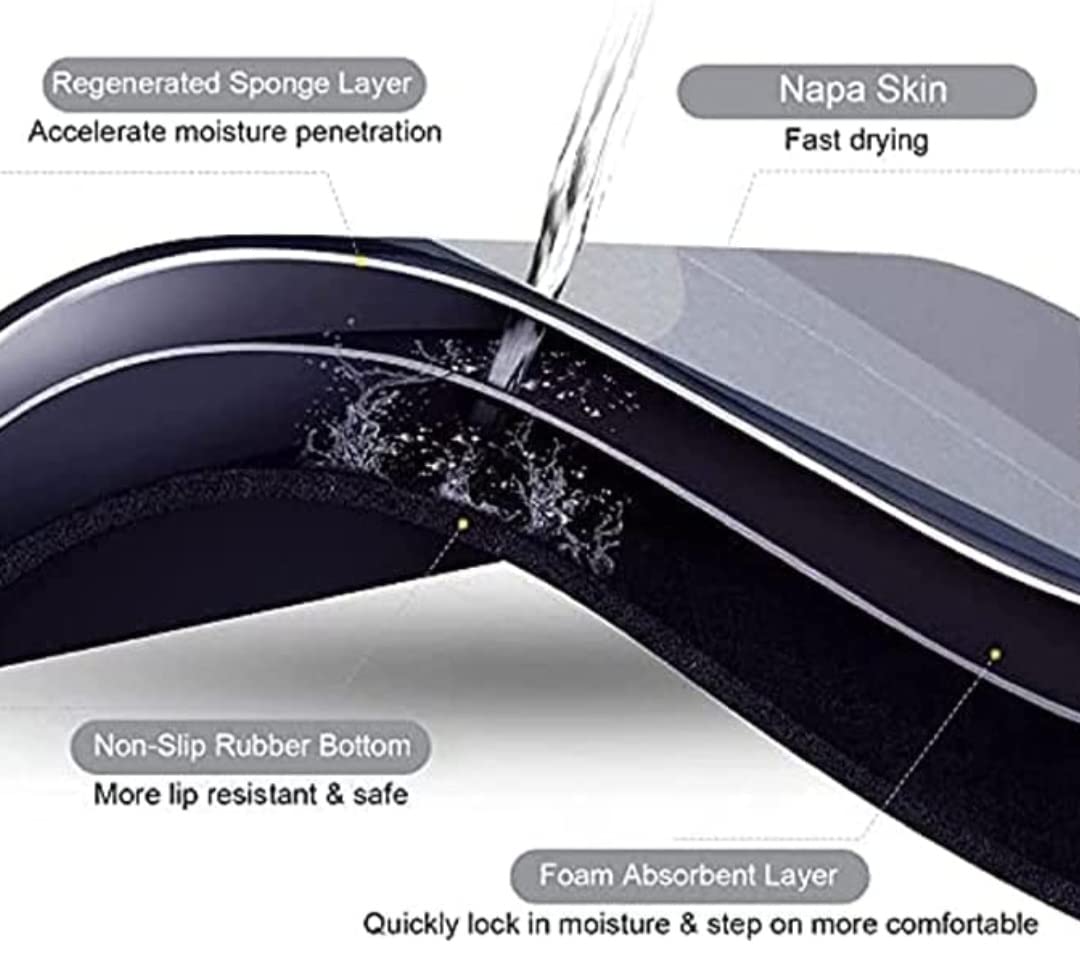 Regenerated Sponge Layer
Accelerate moisture penetration
Napa Skin
Fast drying
Non-Slip Rubber Bottom
More lip resistant & safe
Foam Absorbent Layer
Quickly lock in moisture & step on more comfortable